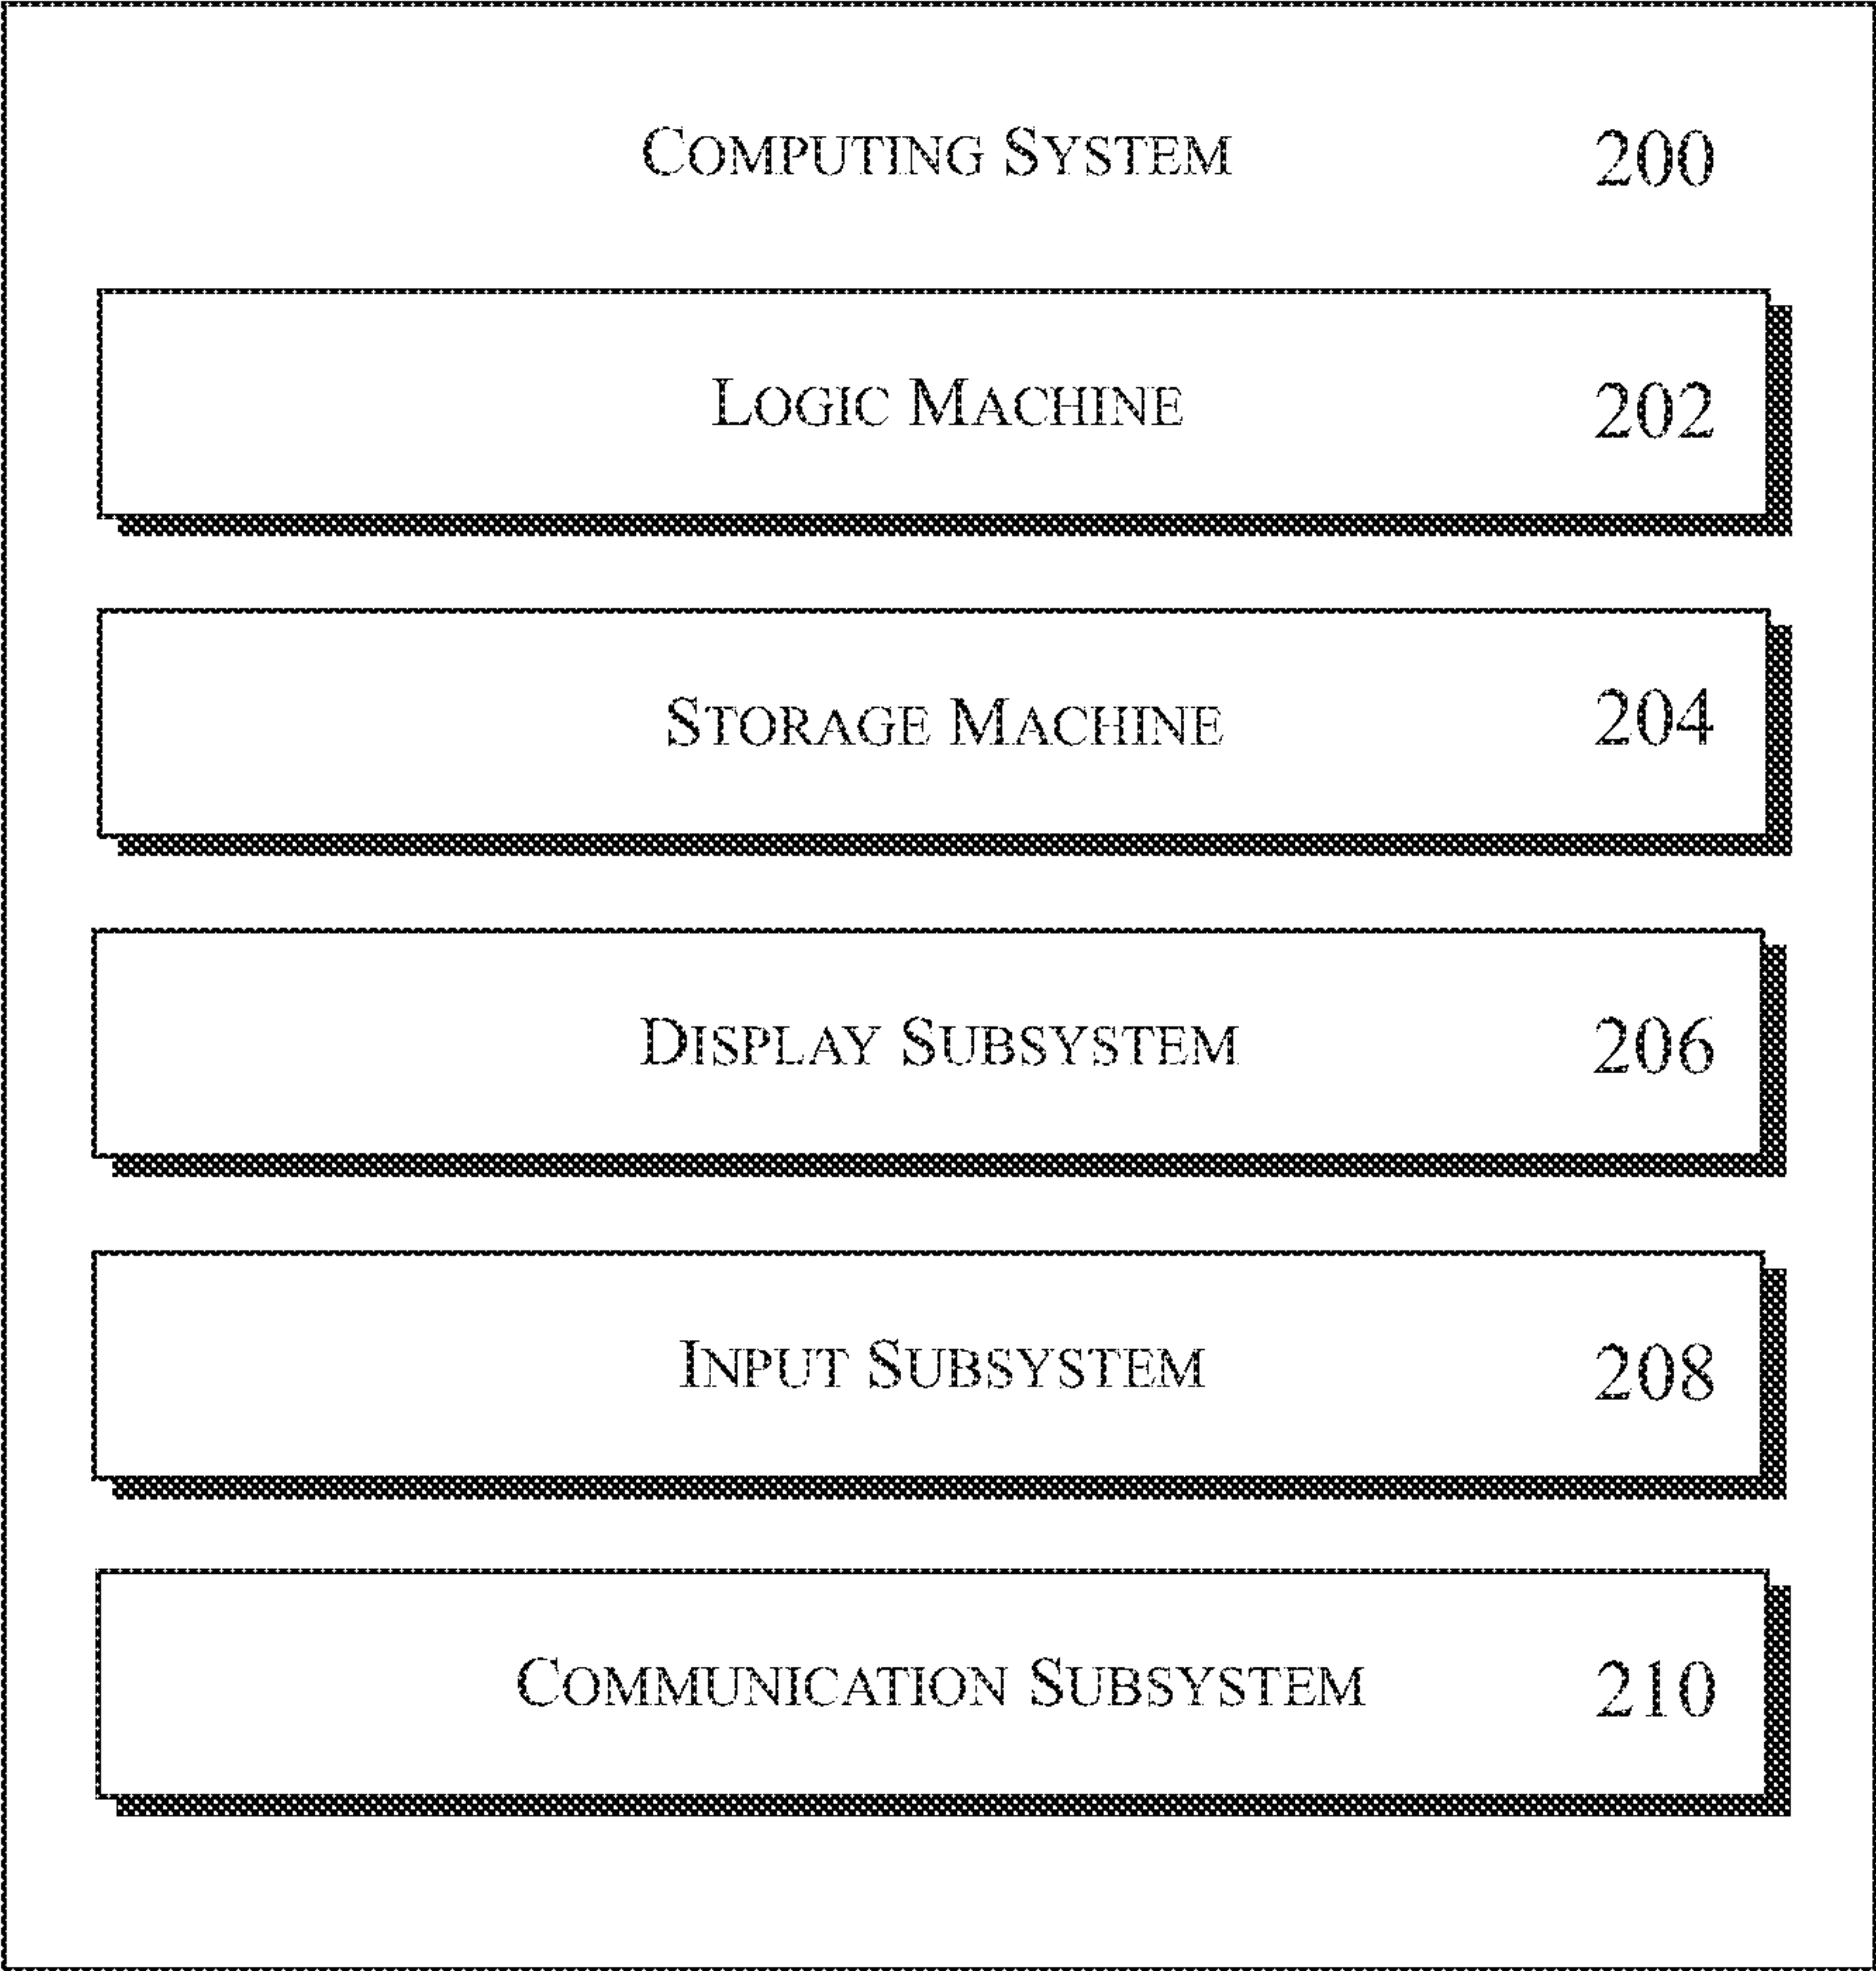 COMPUTING SYSTEM 200
LOGIC MACHINE 202
STORAGE MACHINE 204
DISPLAY SUBSYSTEM 206
INPUT SUBSYSTEM 208
COMMUNICATION SUBSYSTEM 210